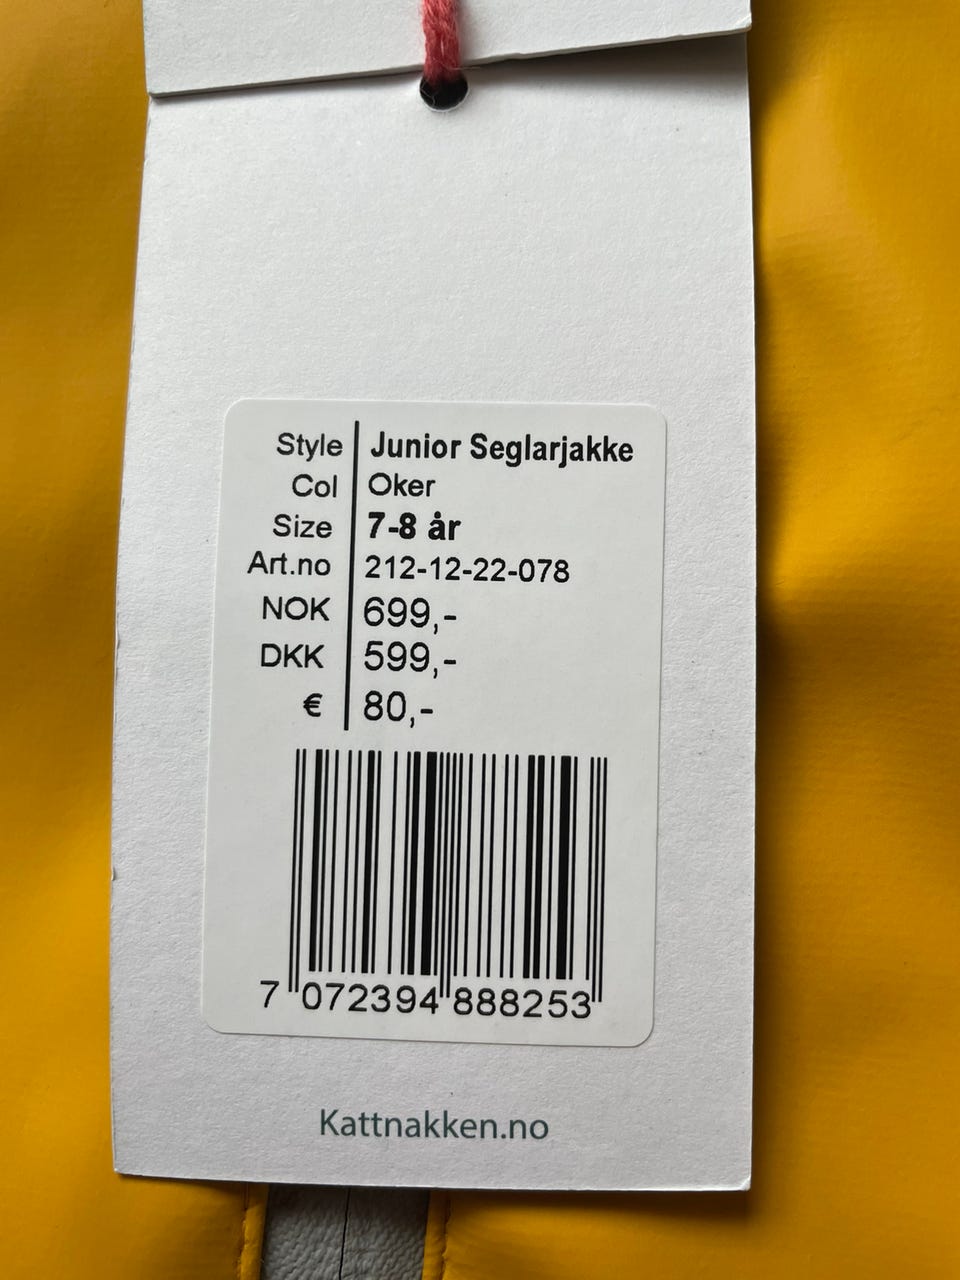 Style Junior Seglarjakke
Col Oker
Size 7-8 år
Art.no 212-12-22-078
NOK 699,-
DKK 599,-
€ 80,-
7 072394 888253
Kattnakken.no